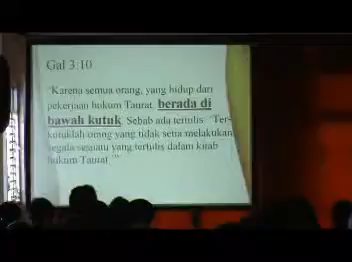 Gal 3:10
"Karena semua orang, yang hidup dari
pekerjaan hukum Taurat, berada di
bawah kutuk. Sebab ada tertulis: "Ter-
kutuklah orang yang tidak setia melakukan
segala sesuatu yang tertulis dalam kitab
hukum Taurat."